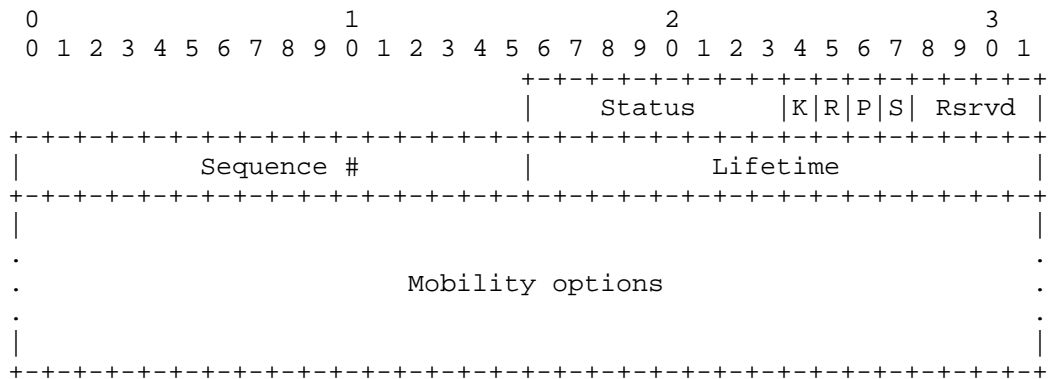 0                   1                   2                   3
 0 1 2 3 4 5 6 7 8 9 0 1 2 3 4 5 6 7 8 9 0 1 2 3 4 5 6 7 8 9 0 1
                                +-+-+-+-+-+-+-+-+-+-+-+-+-+-+-+-+
                                |    Status     |K|R|P|S| Rsrvd |
+-+-+-+-+-+-+-+-+-+-+-+-+-+-+-+-+-+-+-+-+-+-+-+-+-+-+-+-+-+-+-+-+
|           Sequence #          |           Lifetime            |
+-+-+-+-+-+-+-+-+-+-+-+-+-+-+-+-+-+-+-+-+-+-+-+-+-+-+-+-+-+-+-+-+
|                                                               |
.                                                               .
.                        Mobility options                       .
.                                                               .
|                                                               |
+-+-+-+-+-+-+-+-+-+-+-+-+-+-+-+-+-+-+-+-+-+-+-+-+-+-+-+-+-+-+-+-+